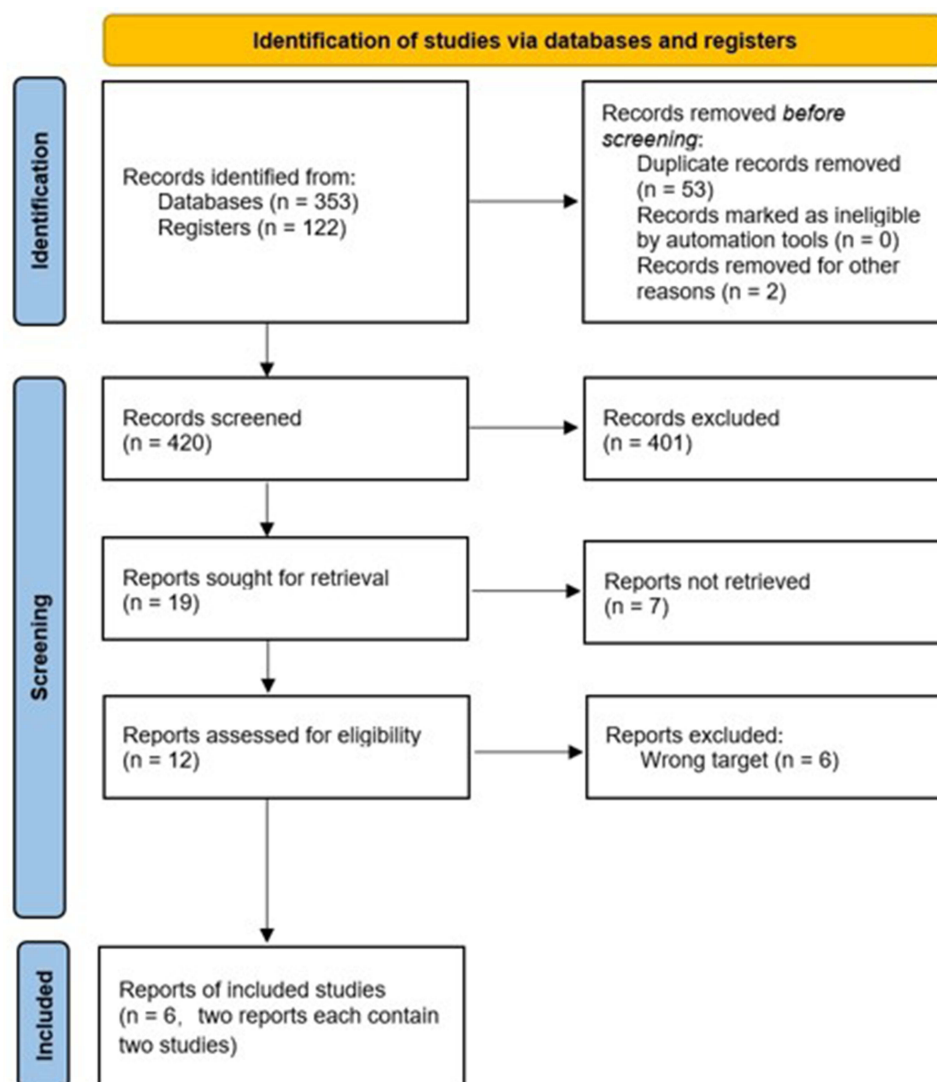 Identification of studies via databases and registers
Identification
Records identified from:
Databases (n = 353)
Registers (n = 122)
Records removed before
screening:
Duplicate records removed
(n = 53)
Records marked as ineligible
by automation tools (n = 0)
Records removed for other
reasons (n = 2)
Screening
Records screened
(n = 420)
Records excluded
(n = 401)
Reports sought for retrieval
(n = 19)
Reports not retrieved
(n = 7)
Reports assessed for eligibility
(n = 12)
Reports excluded:
Wrong target (n = 6)
Included
Reports of included studies
(n = 6, two reports each contain
two studies)